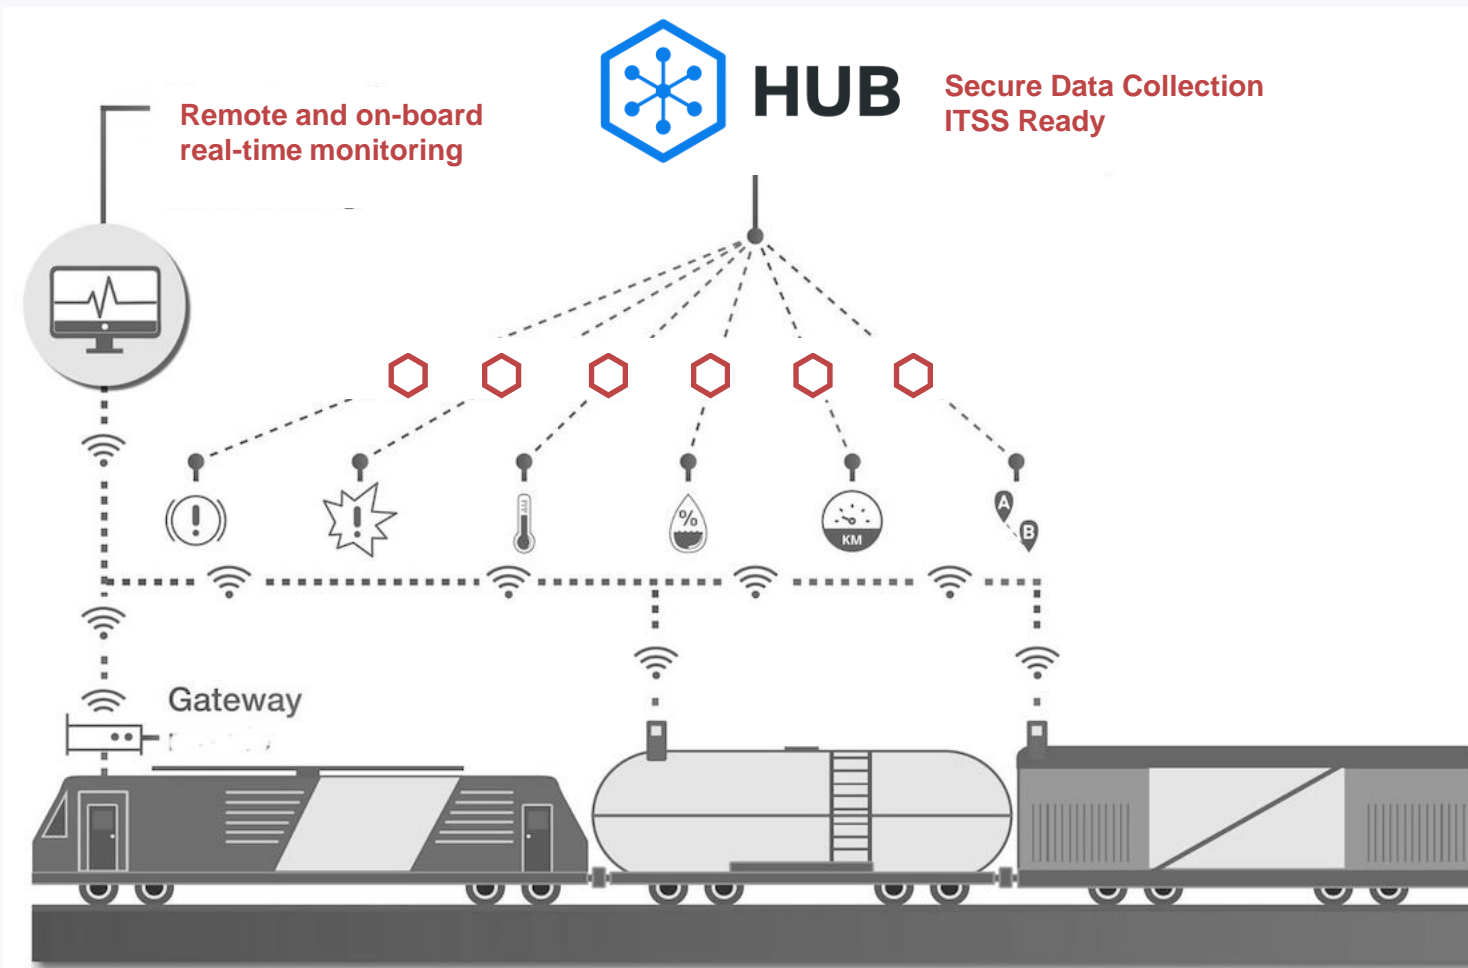 HUB
Secure Data Collection
ITSS Ready
Remote and on-board
real-time monitoring
%
KM
A
B
Gateway